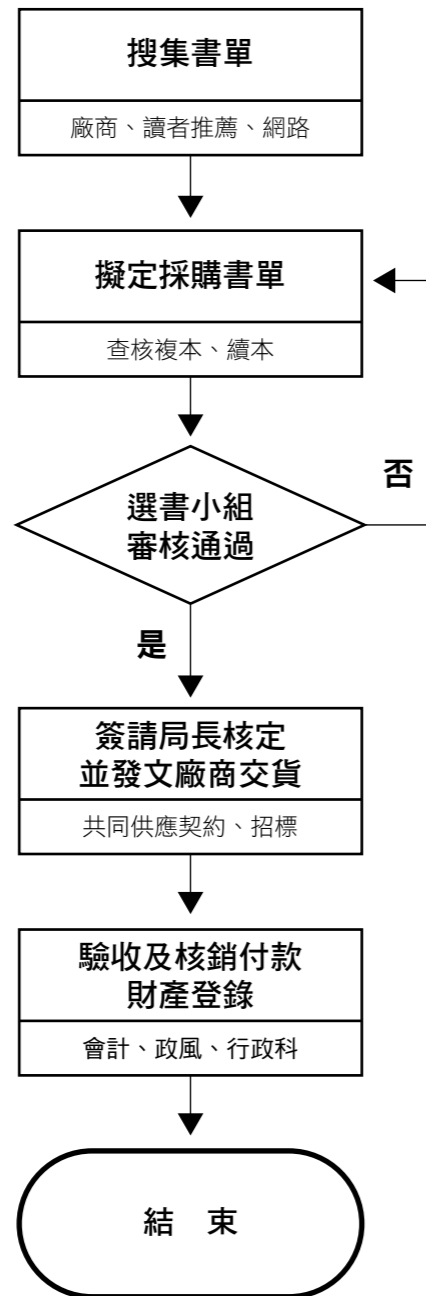 搜集書單
廠商、讀者推薦、網路
擬定採購書單
查核複本、續本
選書小組
審核通過
否
是
簽請局長核定
並發文廠商交貨
共同供應契約、招標
驗收及核銷付款
財產登錄
會計、政風、行政科
結　束